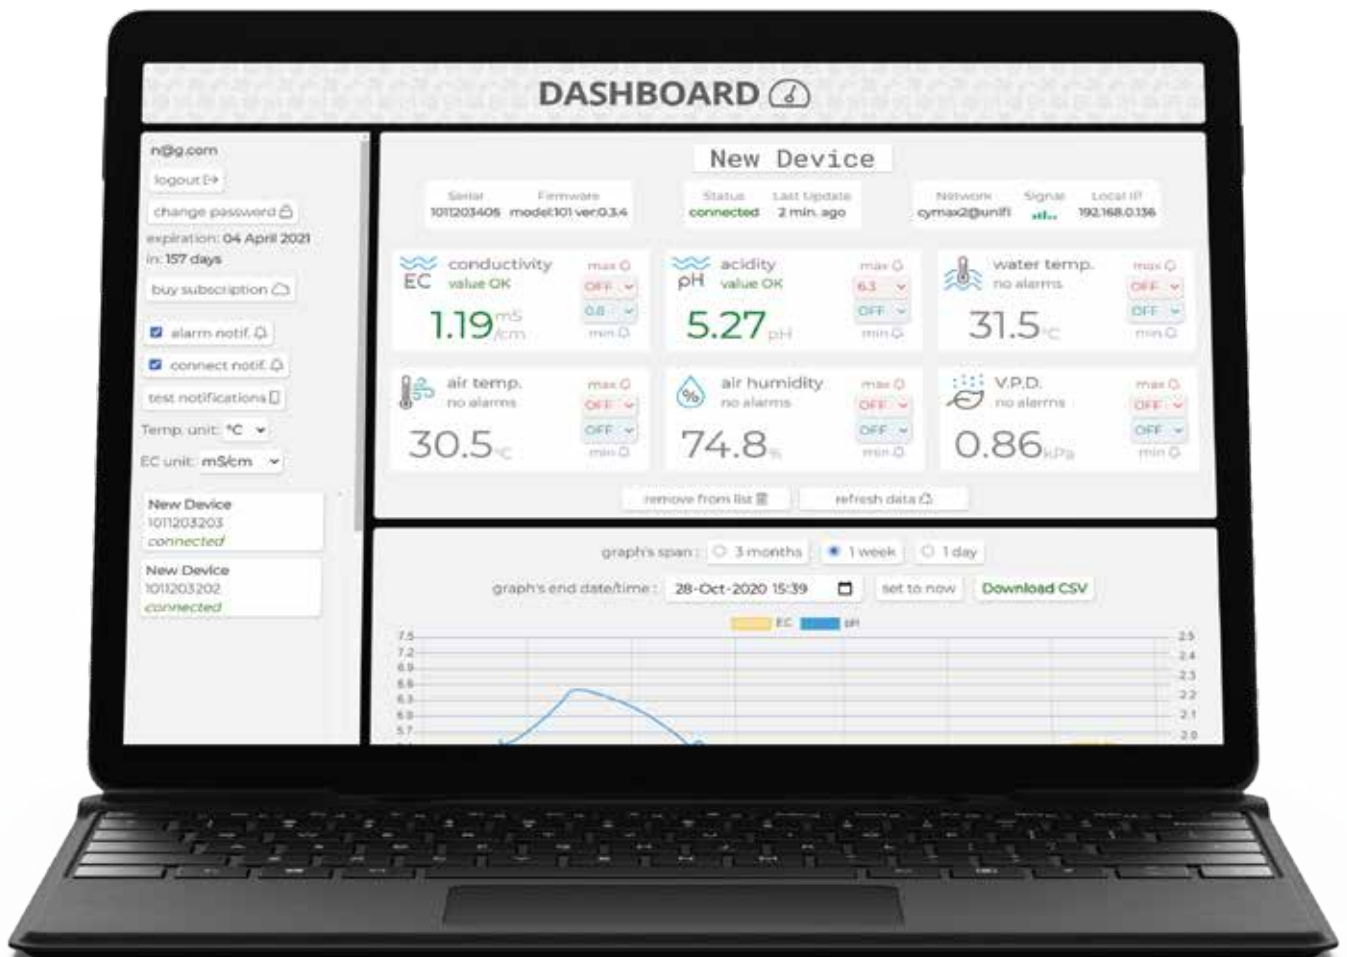 DASHBOARD
n@g.com
logout
change password
expiration: 04 April 2021
in: 157 days
buy subscription
alarm notif.
connect notif.
test notifications
Temp. unit: °C
EC unit: mS/cm
New Device
1011203203
connected
New Device
1011203202
connected
New Device
Serial Firmware
1011203405 model:101 ver:0.3.4
Status Last Update
connected 2 min. ago
Network Signal Local IP
cymax2@unifi 192.168.0.136
EC conductivity max
value OK OFF
1.19 mS/cm 0.8
min
pH acidity max
value OK 6.3
5.27 pH OFF
min
water temp. max
no alarms OFF
31.5 °C OFF
min
air temp. max
no alarms OFF
30.5 °C OFF
min
% air humidity max
no alarms OFF
74.8 % OFF
min
V.P.D. max
no alarms OFF
0.86 kPa OFF
min
remove from list refresh data
graph's span: 3 months 1 week 1 day
graph's end date/time: 28-Oct-2020 15:39 set to now Download CSV
EC pH
7.5 2.5
7.2 2.4
6.9 2.3
6.6 2.2
6.3 2.1
6.0 2.0
5.7